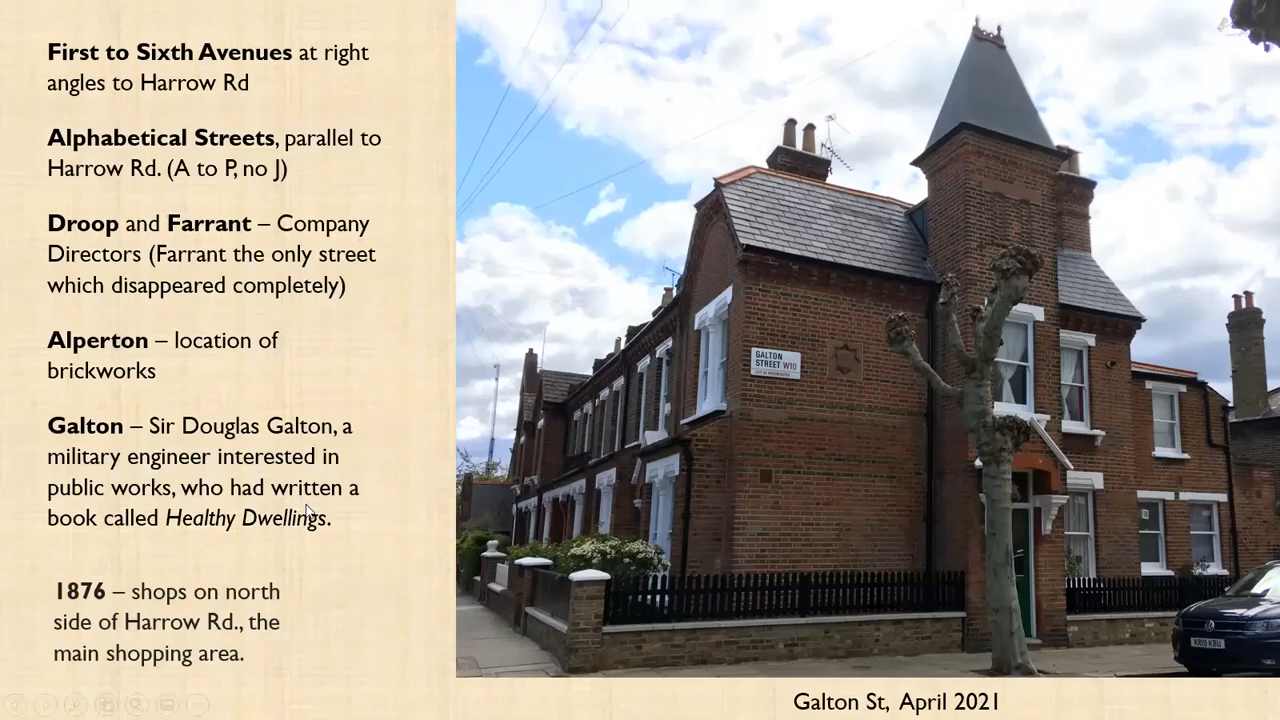 First to Sixth Avenues at right
angles to Harrow Rd
Alphabetical Streets, parallel to
Harrow Rd. (A to P, no J)
Droop and Farrant – Company
Directors (Farrant the only street
which disappeared completely)
Alperton – location of
brickworks
Galton – Sir Douglas Galton, a
military engineer interested in
public works, who had written a
book called Healthy Dwellings.
1876 – shops on north
side of Harrow Rd., the
main shopping area.
GALTON
STREET W10
KR19 KBU
Galton St, April 2021